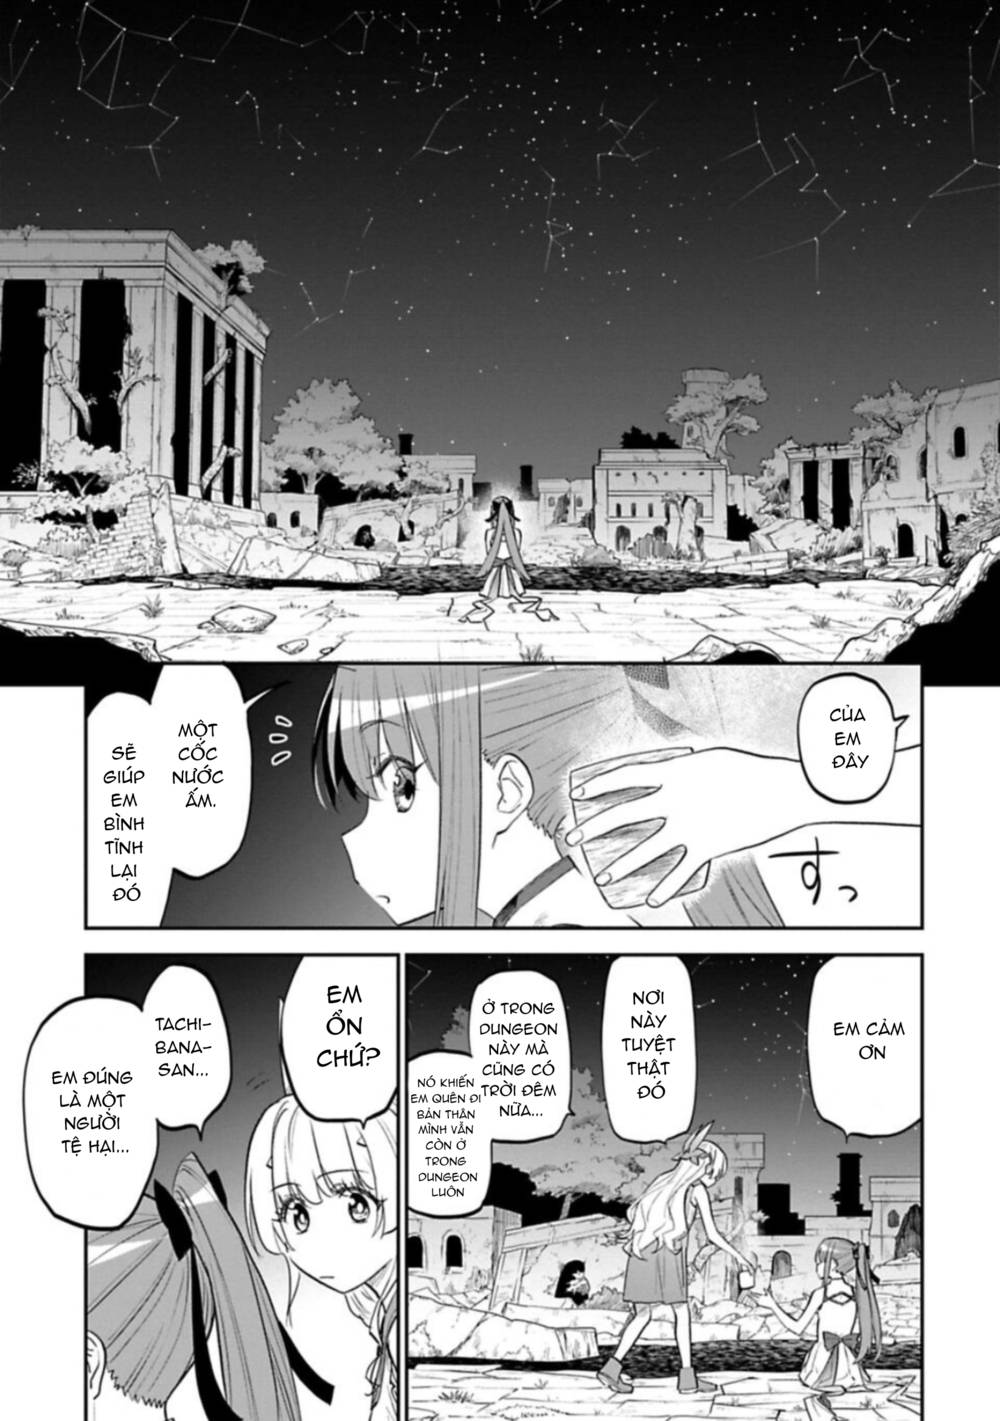 CỦA
EM
ĐÂY
MỘT
CỐC
NƯỚC
ẤM.
SẼ
GIÚP
EM
BÌNH
TĨNH
LẠI
ĐÓ
すっ
EM CẢM
ƠN
NƠI
NÀY
TUYỆT
THẬT
ĐÓ
Ở TRONG
DUNGEON
NÀY MÀ
CŨNG CÓ
TRỜI ĐÊM
NỮA...
NÓ KHIẾN
EM QUÊN ĐI
BẢN THÂN
MÌNH VẪN
CÒN Ở
TRONG
DUNGEON
LUÔN
EM
ỔN
CHỨ?
TACHI-
BANA-
SAN...
EM ĐÚNG
LÀ MỘT
NGƯỜI
TỆ HẠI...